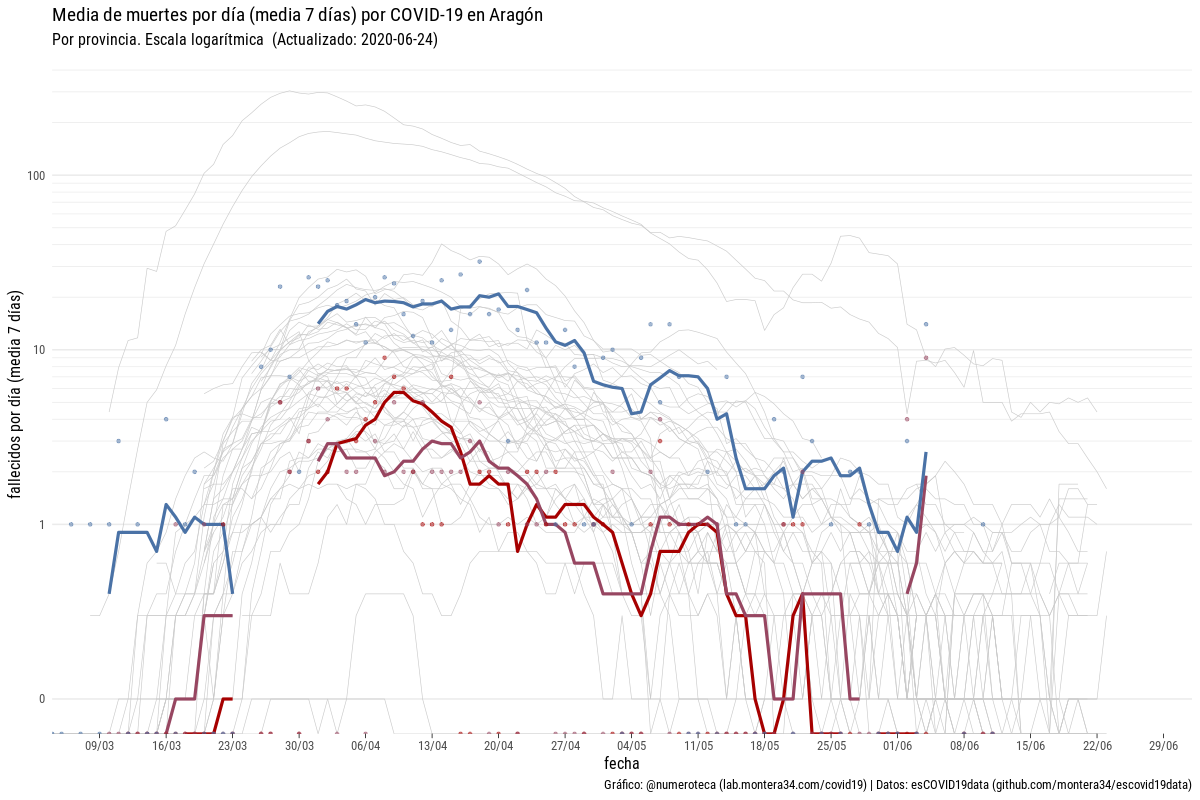 Media de muertes por día (media 7 días) por COVID-19 en Aragón
Por provincia. Escala logarítmica  (Actualizado: 2020-06-24)
fallecidos por día (media  7 días)
100
10
1
0
09/03 16/03 23/03 30/03 06/04 13/04 20/04 27/04 04/05 11/05 18/05 25/05 01/06 08/06 15/06 22/06 29/06
fecha
Gráfico: @numeroteca (lab.montera34.com/covid19) | Datos: esCOVID19data (github.com/montera34/escovid19data)